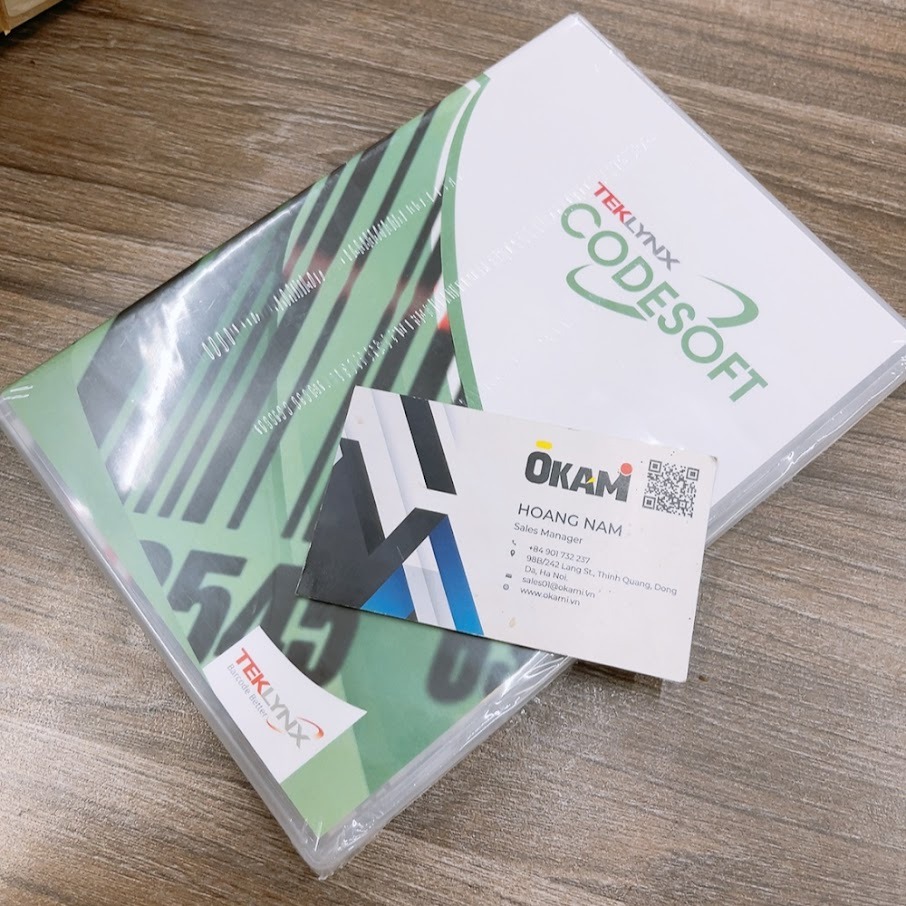 TEKLYNX
CODESOFT
ŌKAMI
HOANG NAM
Sales Manager
+84 901 732 237
98B/242 Lang St., Thinh Quang, Dong
Da, Ha Noi.
sales01@okami.vn
www.okami.vn
TEKLYNX
Barcode Better